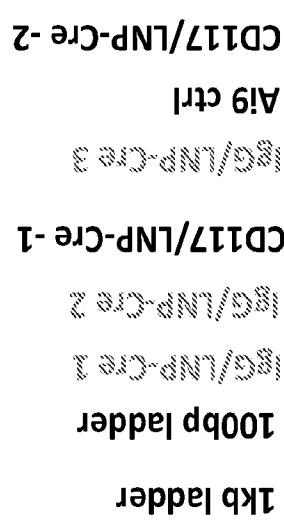 1kb ladder
100bp ladder
IgG/LNP-Cre 1
IgG/LNP-Cre 2
CD117/LNP-Cre -1
IgG/LNP-Cre 3
Ai9 ctrl
CD117/LNP-Cre -2